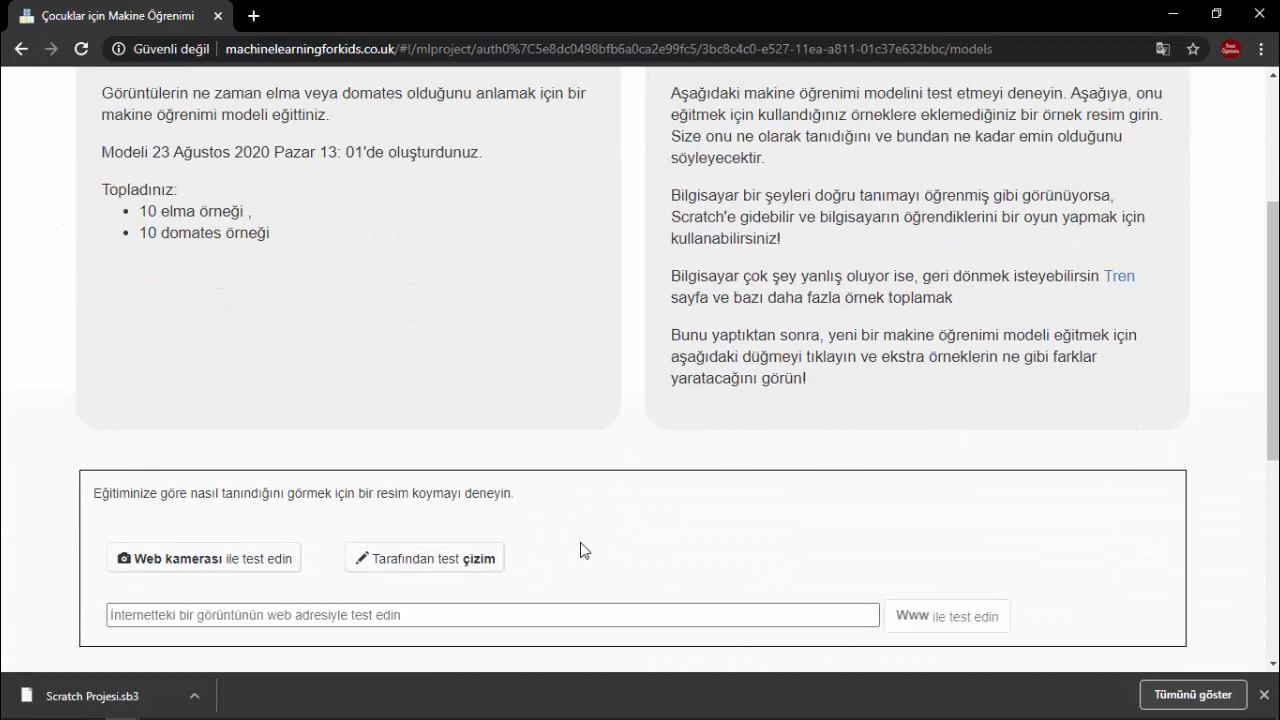 Çocuklar için Makine Öğrenimi
Güvenli değil
machinelearningforkids.co.uk/#!/mlproject/auth0%7C5e8dc0498bfb6a0ca2e99fc5/3bc8c4c0-e527-11ea-a811-01c37e632bbc/models
Görüntülerin ne zaman elma veya domates olduğunu anlamak için bir
makine öğrenimi modeli eğittiniz.
Modeli 23 Ağustos 2020 Pazar 13: 01'de oluşturdunuz.
Topladınız:
• 10 elma örneği ,
• 10 domates örneği
Aşağıdaki makine öğrenimi modelini test etmeyi deneyin. Aşağıya, onu
eğitmek için kullandığınız örneklere eklemediğiniz bir örnek resim girin.
Size onu ne olarak tanıdığını ve bundan ne kadar emin olduğunu
söyleyecektir.
Bilgisayar bir şeyleri doğru tanımayı öğrenmiş gibi görünüyorsa,
Scratch'e gidebilir ve bilgisayarın öğrendiklerini bir oyun yapmak için
kullanabilirsiniz!
Bilgisayar çok şey yanlış oluyor ise, geri dönmek isteyebilirsin Tren
sayfa ve bazı daha fazla örnek toplamak
Bunu yaptıktan sonra, yeni bir makine öğrenimi modeli eğitmek için
aşağıdaki düğmeyi tıklayın ve ekstra örneklerin ne gibi farklar
yaratacağını görün!
Eğitiminize göre nasıl tanındığını görmek için bir resim koymayı deneyin.
Web kamerası ile test edin
Tarafından test çizim
İnternetteki bir görüntünün web adresiyle test edin
Www ile test edin
Scratch Projesi.sb3
Tümünü göster